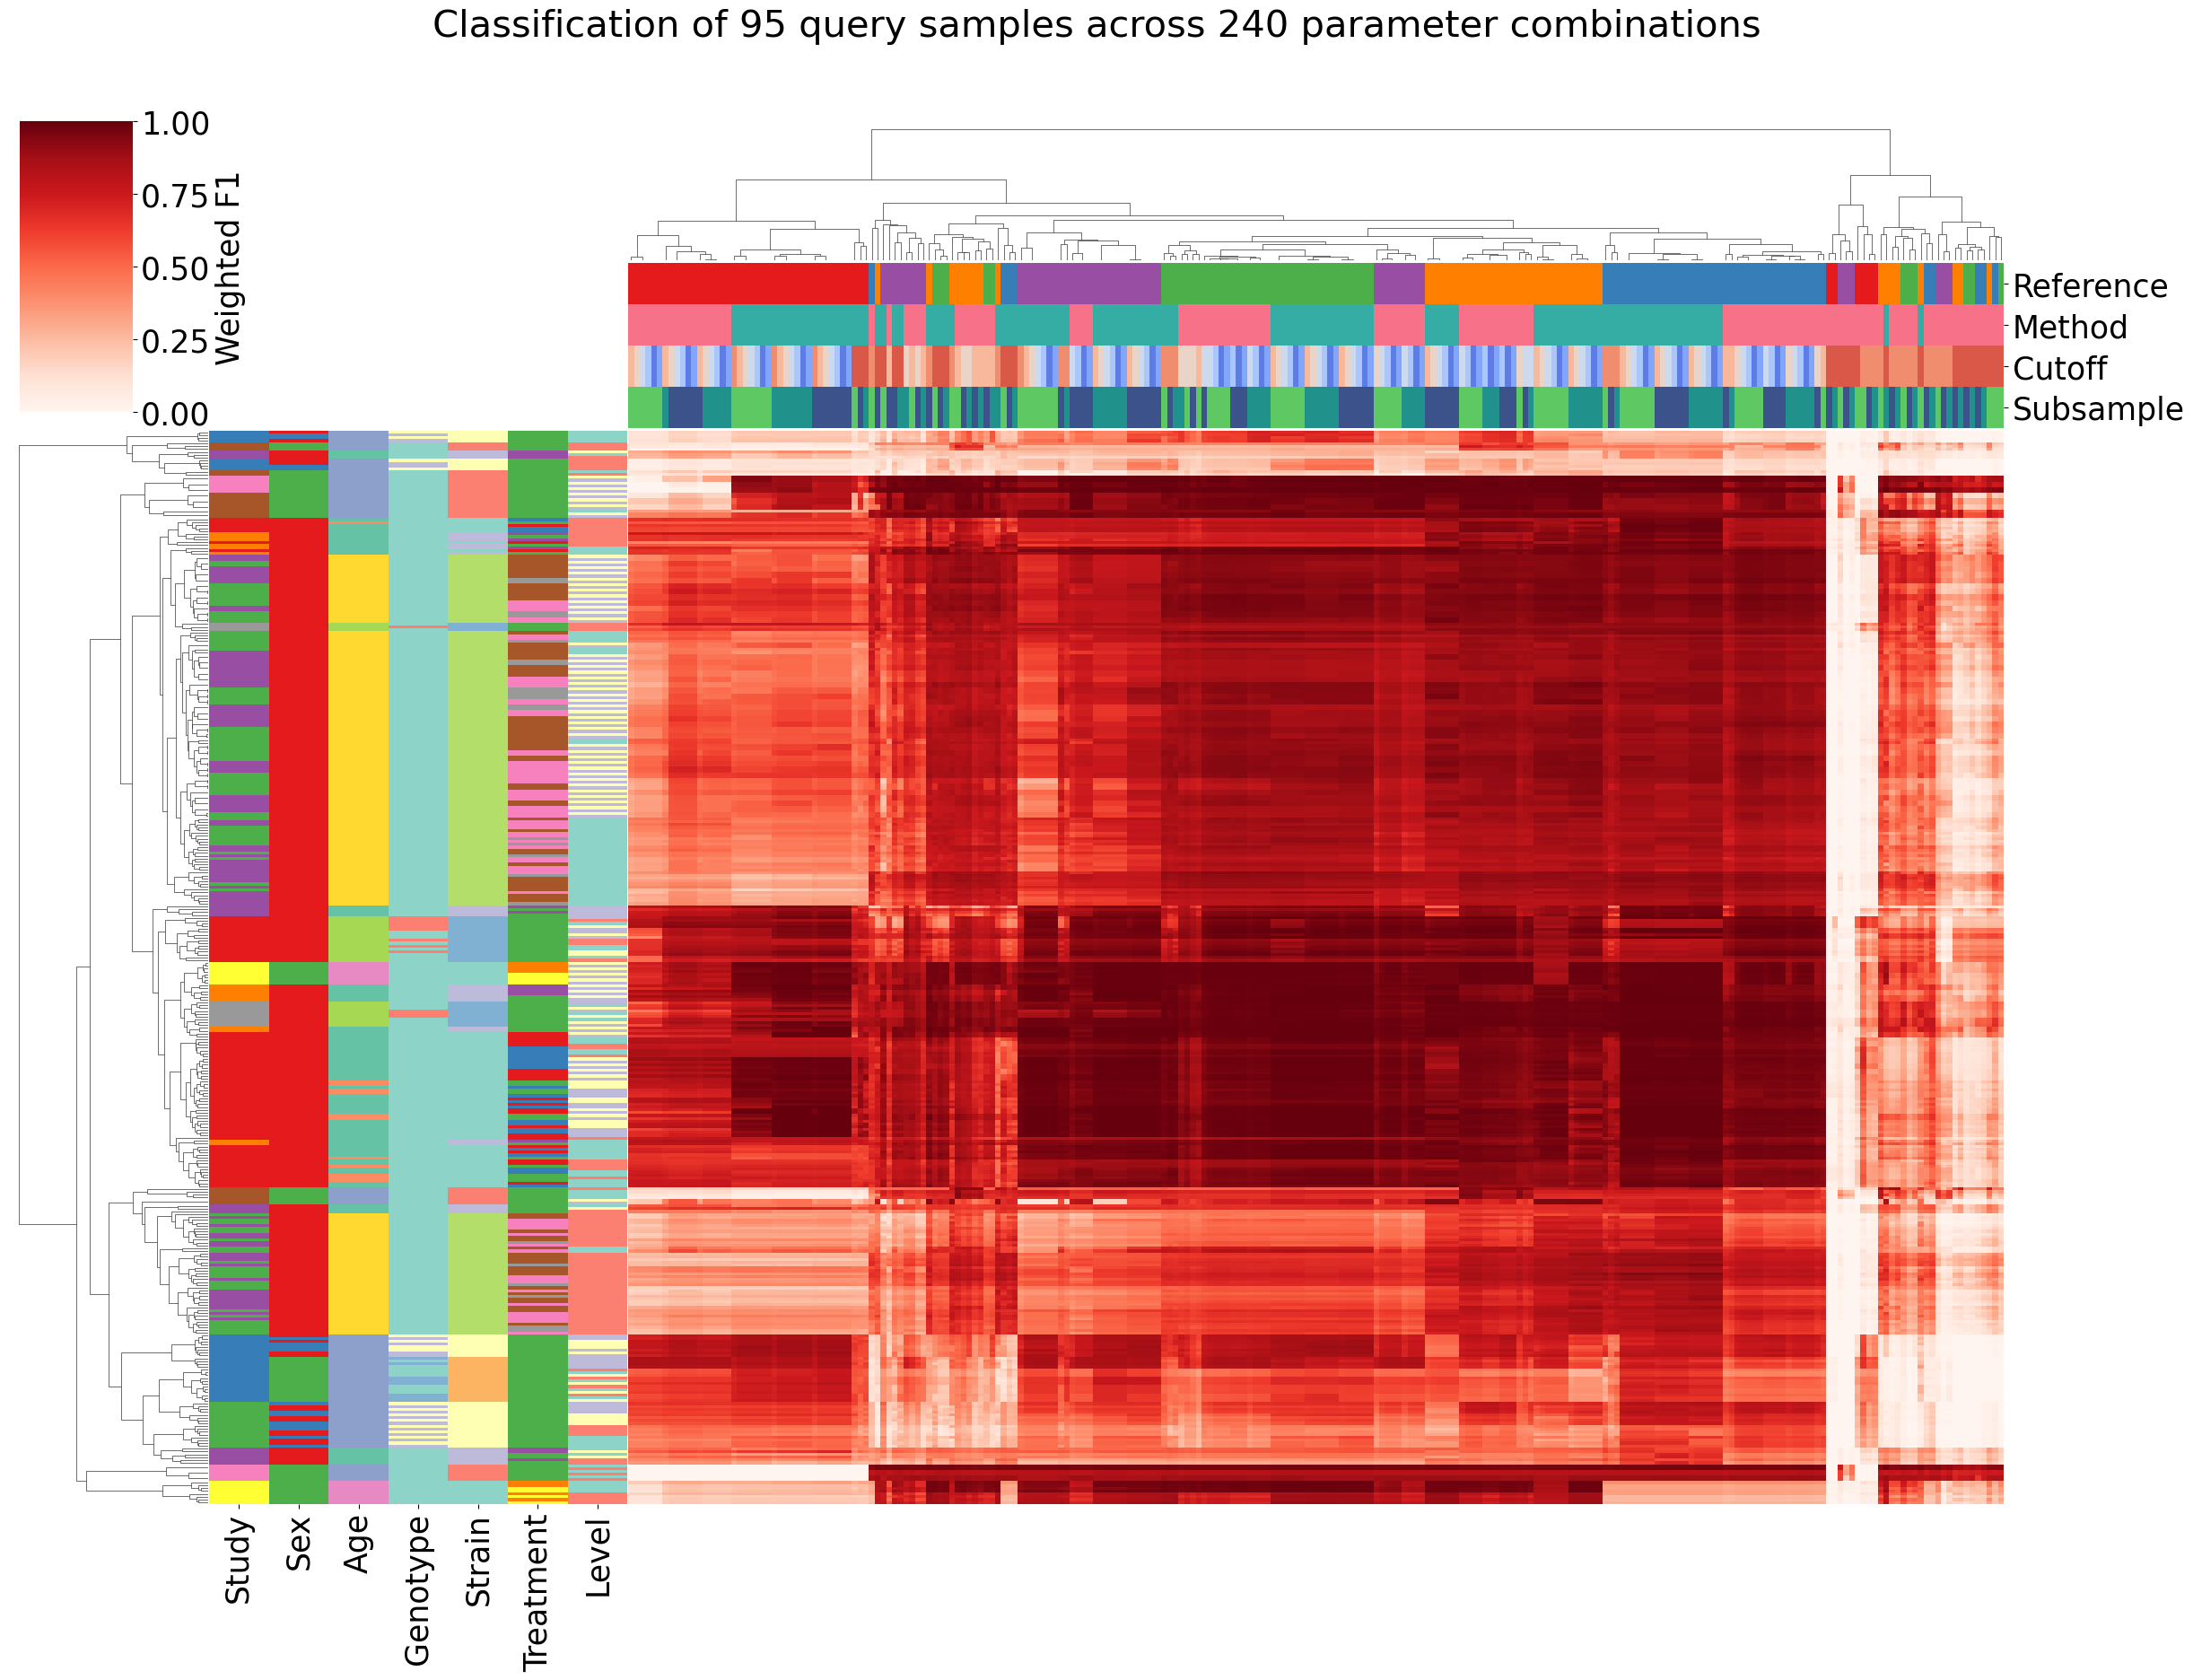 Classification of 95 query samples across 240 parameter combinations
1.00
0.75
0.50
0.25
0.00
Weighted F1
Reference
Method
Cutoff
Subsample
Study
Sex
Age
Genotype
Strain
Treatment
Level